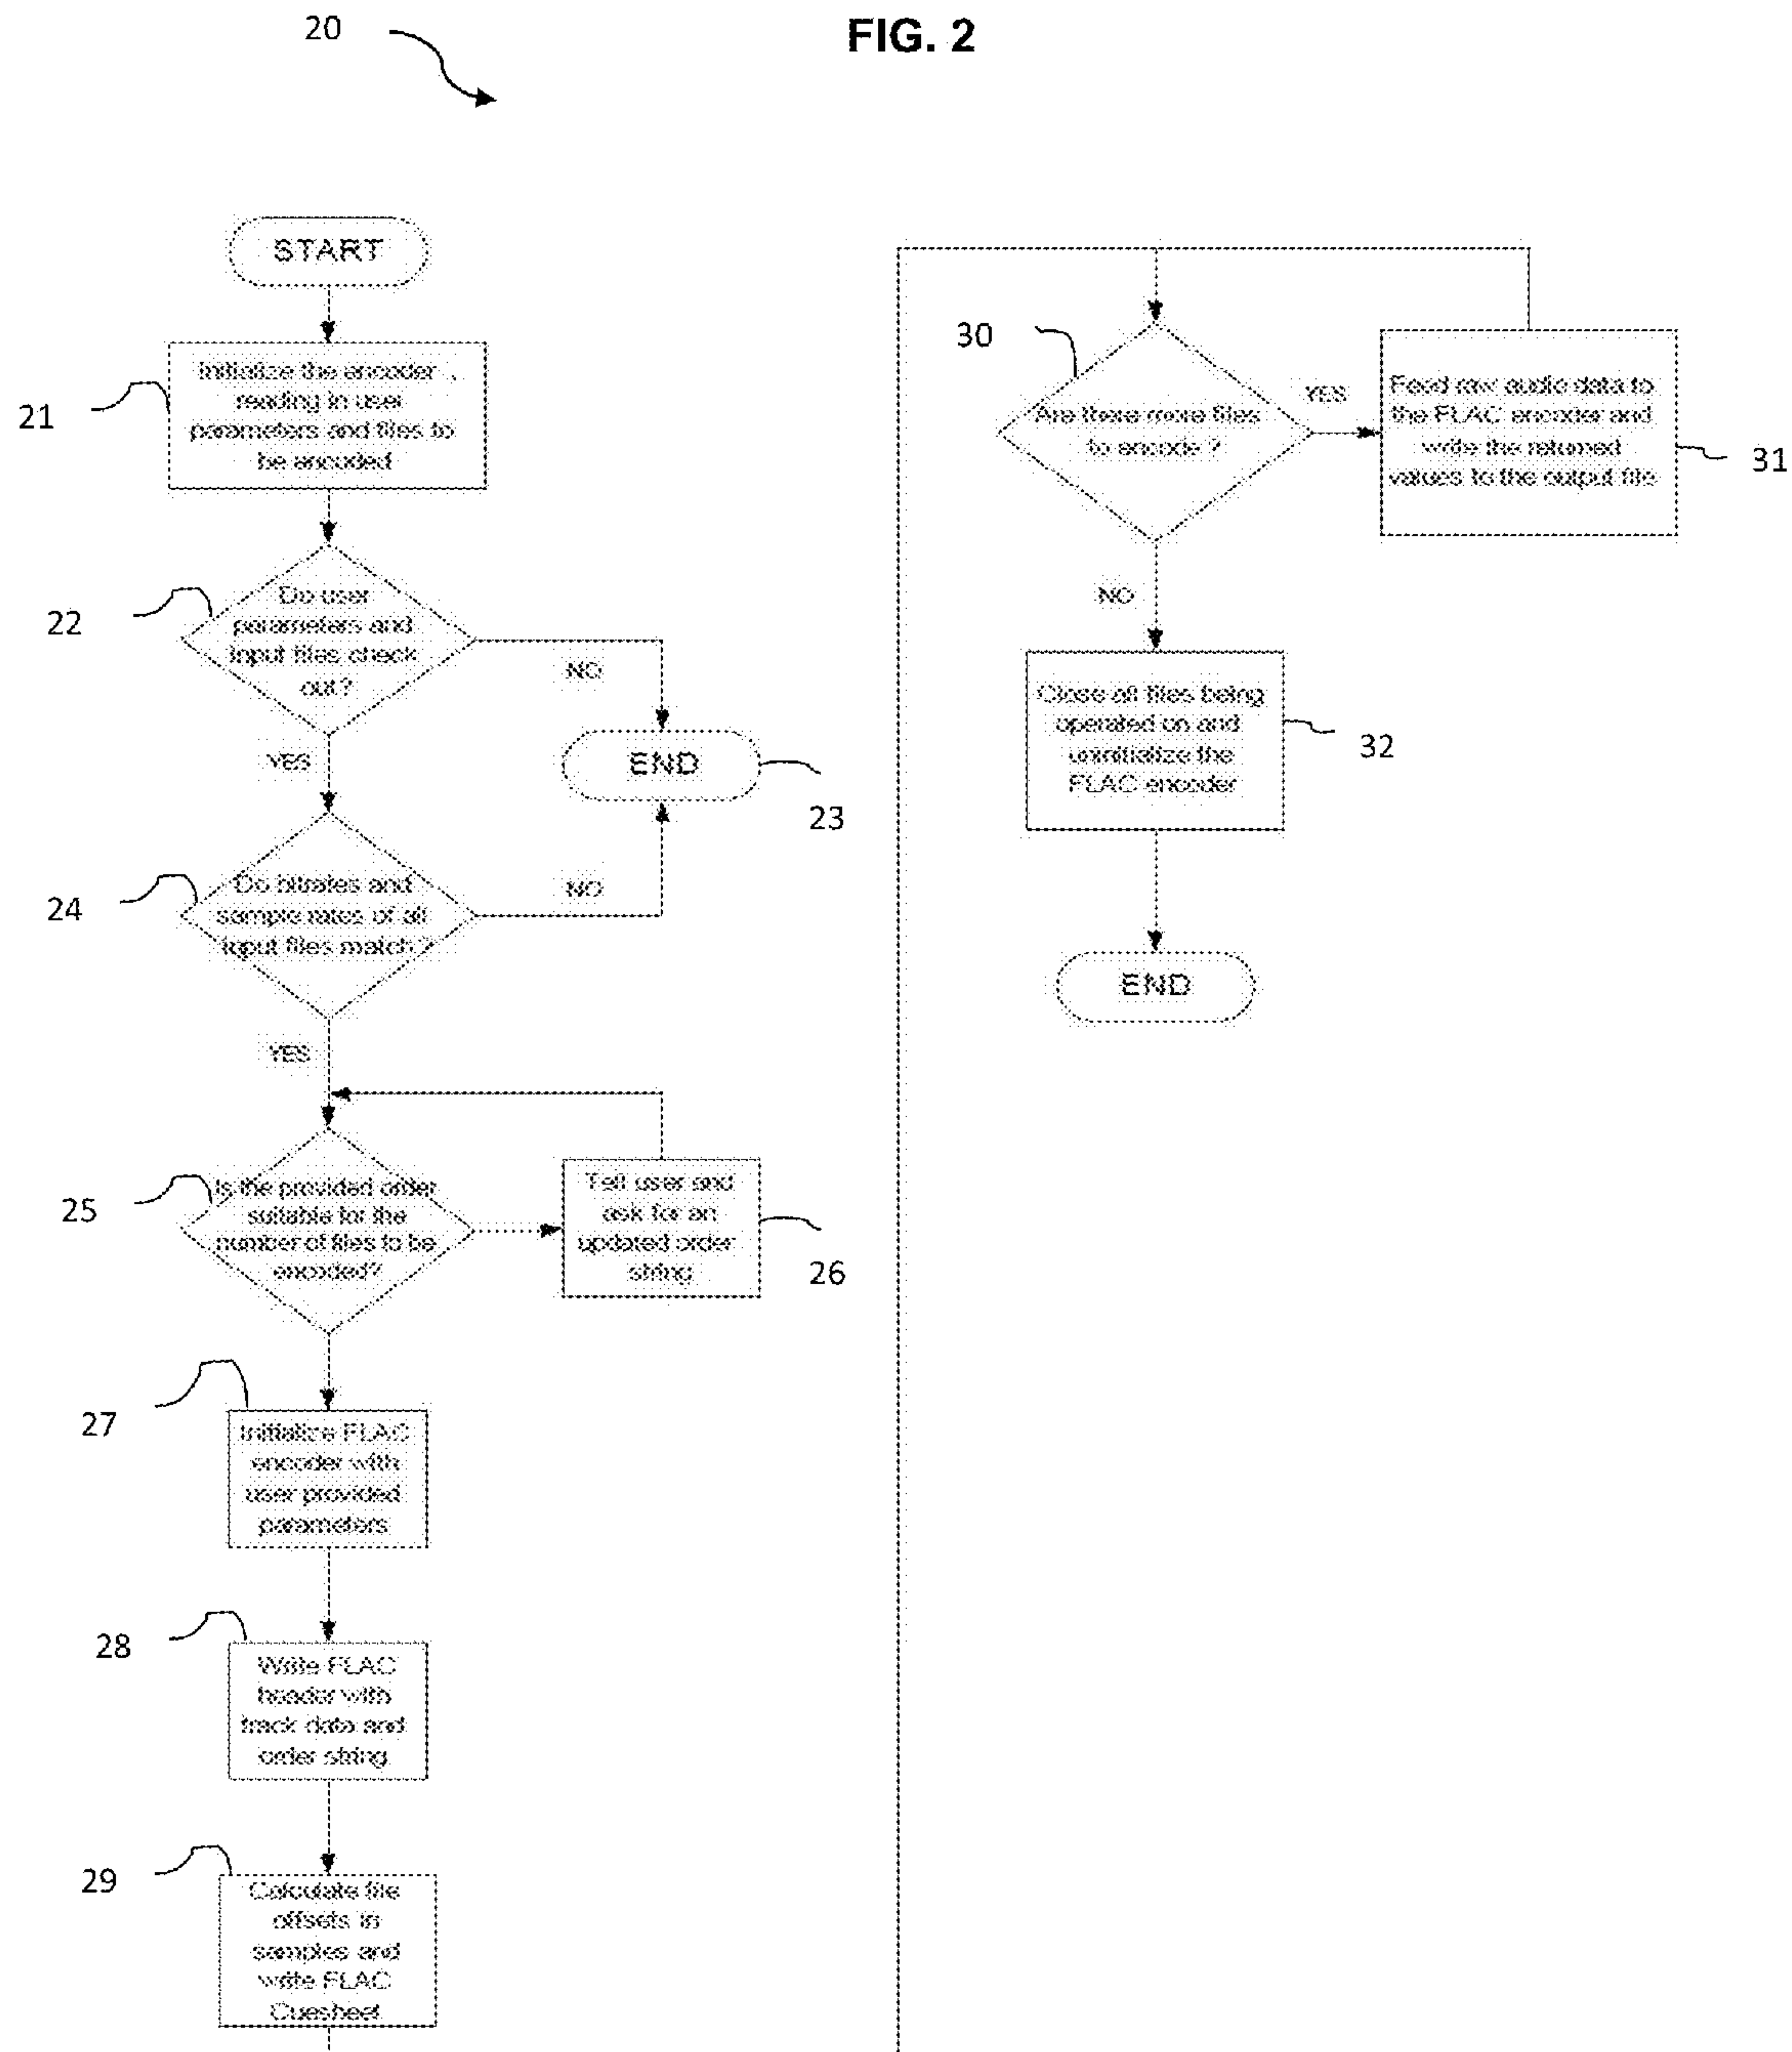 20
FIG. 2
START
21
Initialize the encoder,
reading in user
parameters and files to
be encoded
22
Do user
parameters and
input files check
out?
NO
YES
END
23
24
Do bitrates and
sample rates of all
input files match?
NO
YES
25
Is the provided order
suitable for the
number of files to be
encoded?
Tell user and
ask for an
updated order
string
26
27
Initialize FLAC
encoder with
user provided
parameters
28
Write FLAC
header with
track data and
order string
29
Calculate file
offsets in
samples and
write FLAC
Cuesheet
30
Are there more files
to encode?
YES
Feed raw audio data to
the FLAC encoder and
write the returned
values to the output file
31
NO
Close all files being
operated on and
uninitialize the
FLAC encoder
32
END